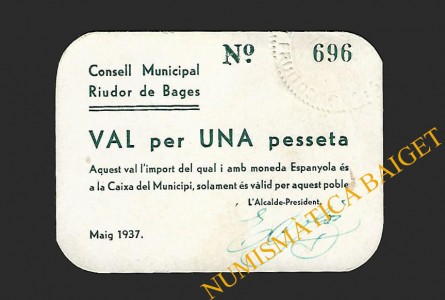 Nº 696
Consell Municipal
Riudor de Bages
VAL per UNA pesseta
Aquest val l'import del qual i amb moneda Espanyola és
a la Caixa del Municipi, solament és vàlid per aquest poble
L'Alcalde-President,
Maig 1937.
NUMISMATICA BAIGET